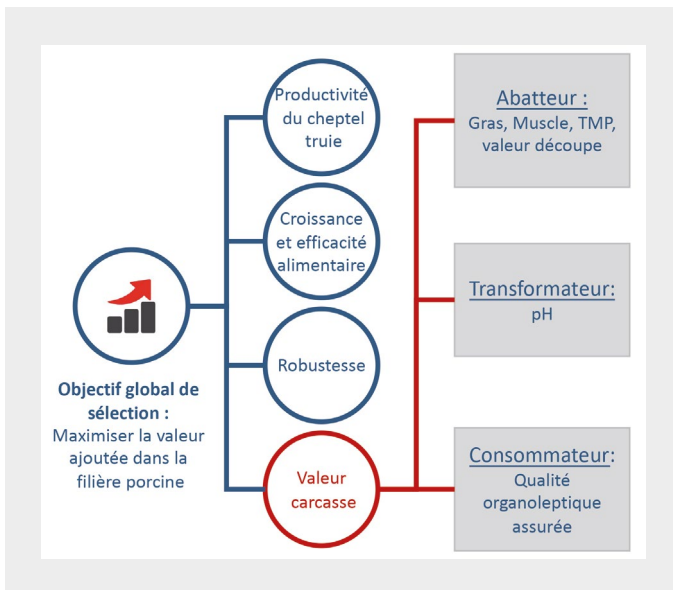 Objectif global de
sélection :
Maximiser la valeur
ajoutée dans la
filière porcine
Productivité
du cheptel
truie
Croissance
et efficacité
alimentaire
Robustesse
Valeur
carcasse
Abatteur :
Gras, Muscle, TMP,
valeur découpe
Transformateur:
pH
Consommateur:
Qualité
organoleptique
assurée